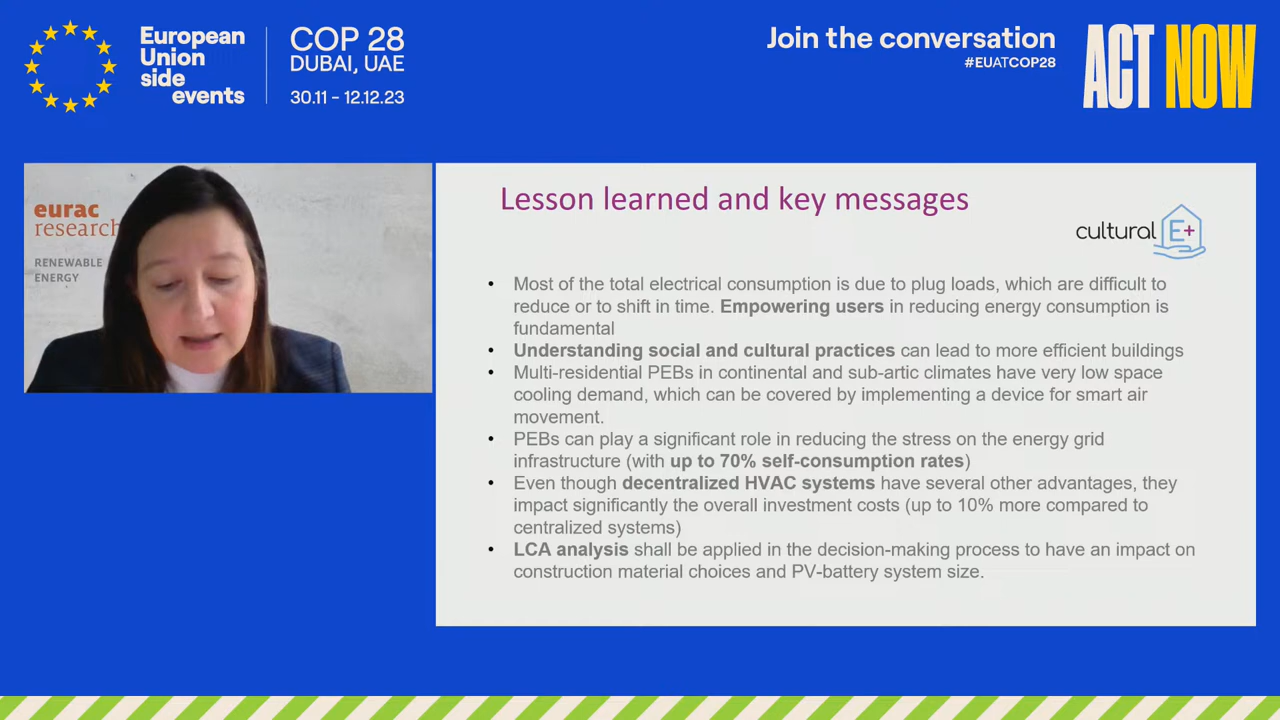 European
Union
side
events
COP 28
DUBAI, UAE
30.11 – 12.12.23
Join the conversation
#EUATCOP28
ACT NOW
eurac
research
RENEWABLE
ENERGY
Lesson learned and key messages
cultural E+
• Most of the total electrical consumption is due to plug loads, which are difficult to
reduce or to shift in time. Empowering users in reducing energy consumption is
fundamental
• Understanding social and cultural practices can lead to more efficient buildings
• Multi-residential PEBs in continental and sub-artic climates have very low space
cooling demand, which can be covered by implementing a device for smart air
movement.
• PEBs can play a significant role in reducing the stress on the energy grid
infrastructure (with up to 70% self-consumption rates)
• Even though decentralized HVAC systems have several other advantages, they
impact significantly the overall investment costs (up to 10% more compared to
centralized systems)
• LCA analysis shall be applied in the decision-making process to have an impact on
construction material choices and PV-battery system size.